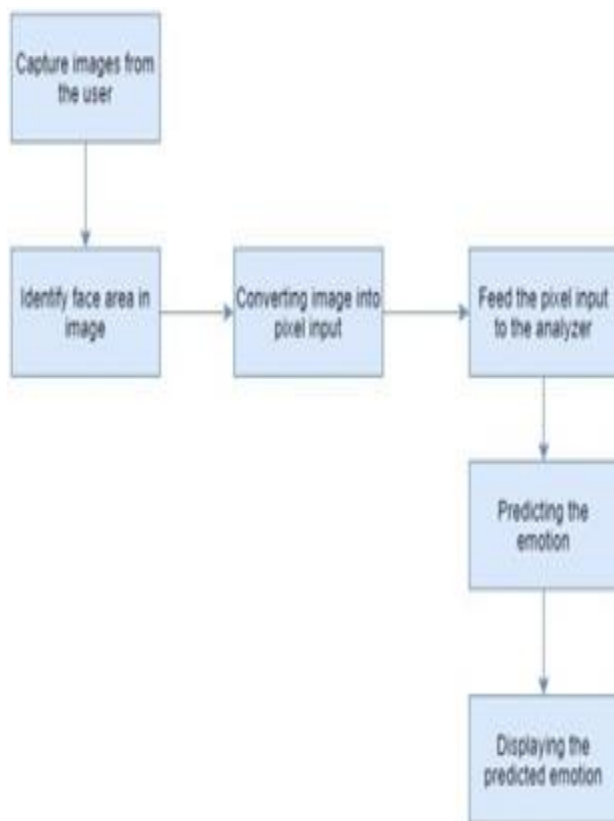 Capture images from
the user
Identify face area in
image
Converting image into
pixel input
Feed the pixel input
to the analyzer
Predicting the
emotion
Displaying the
predicted emotion